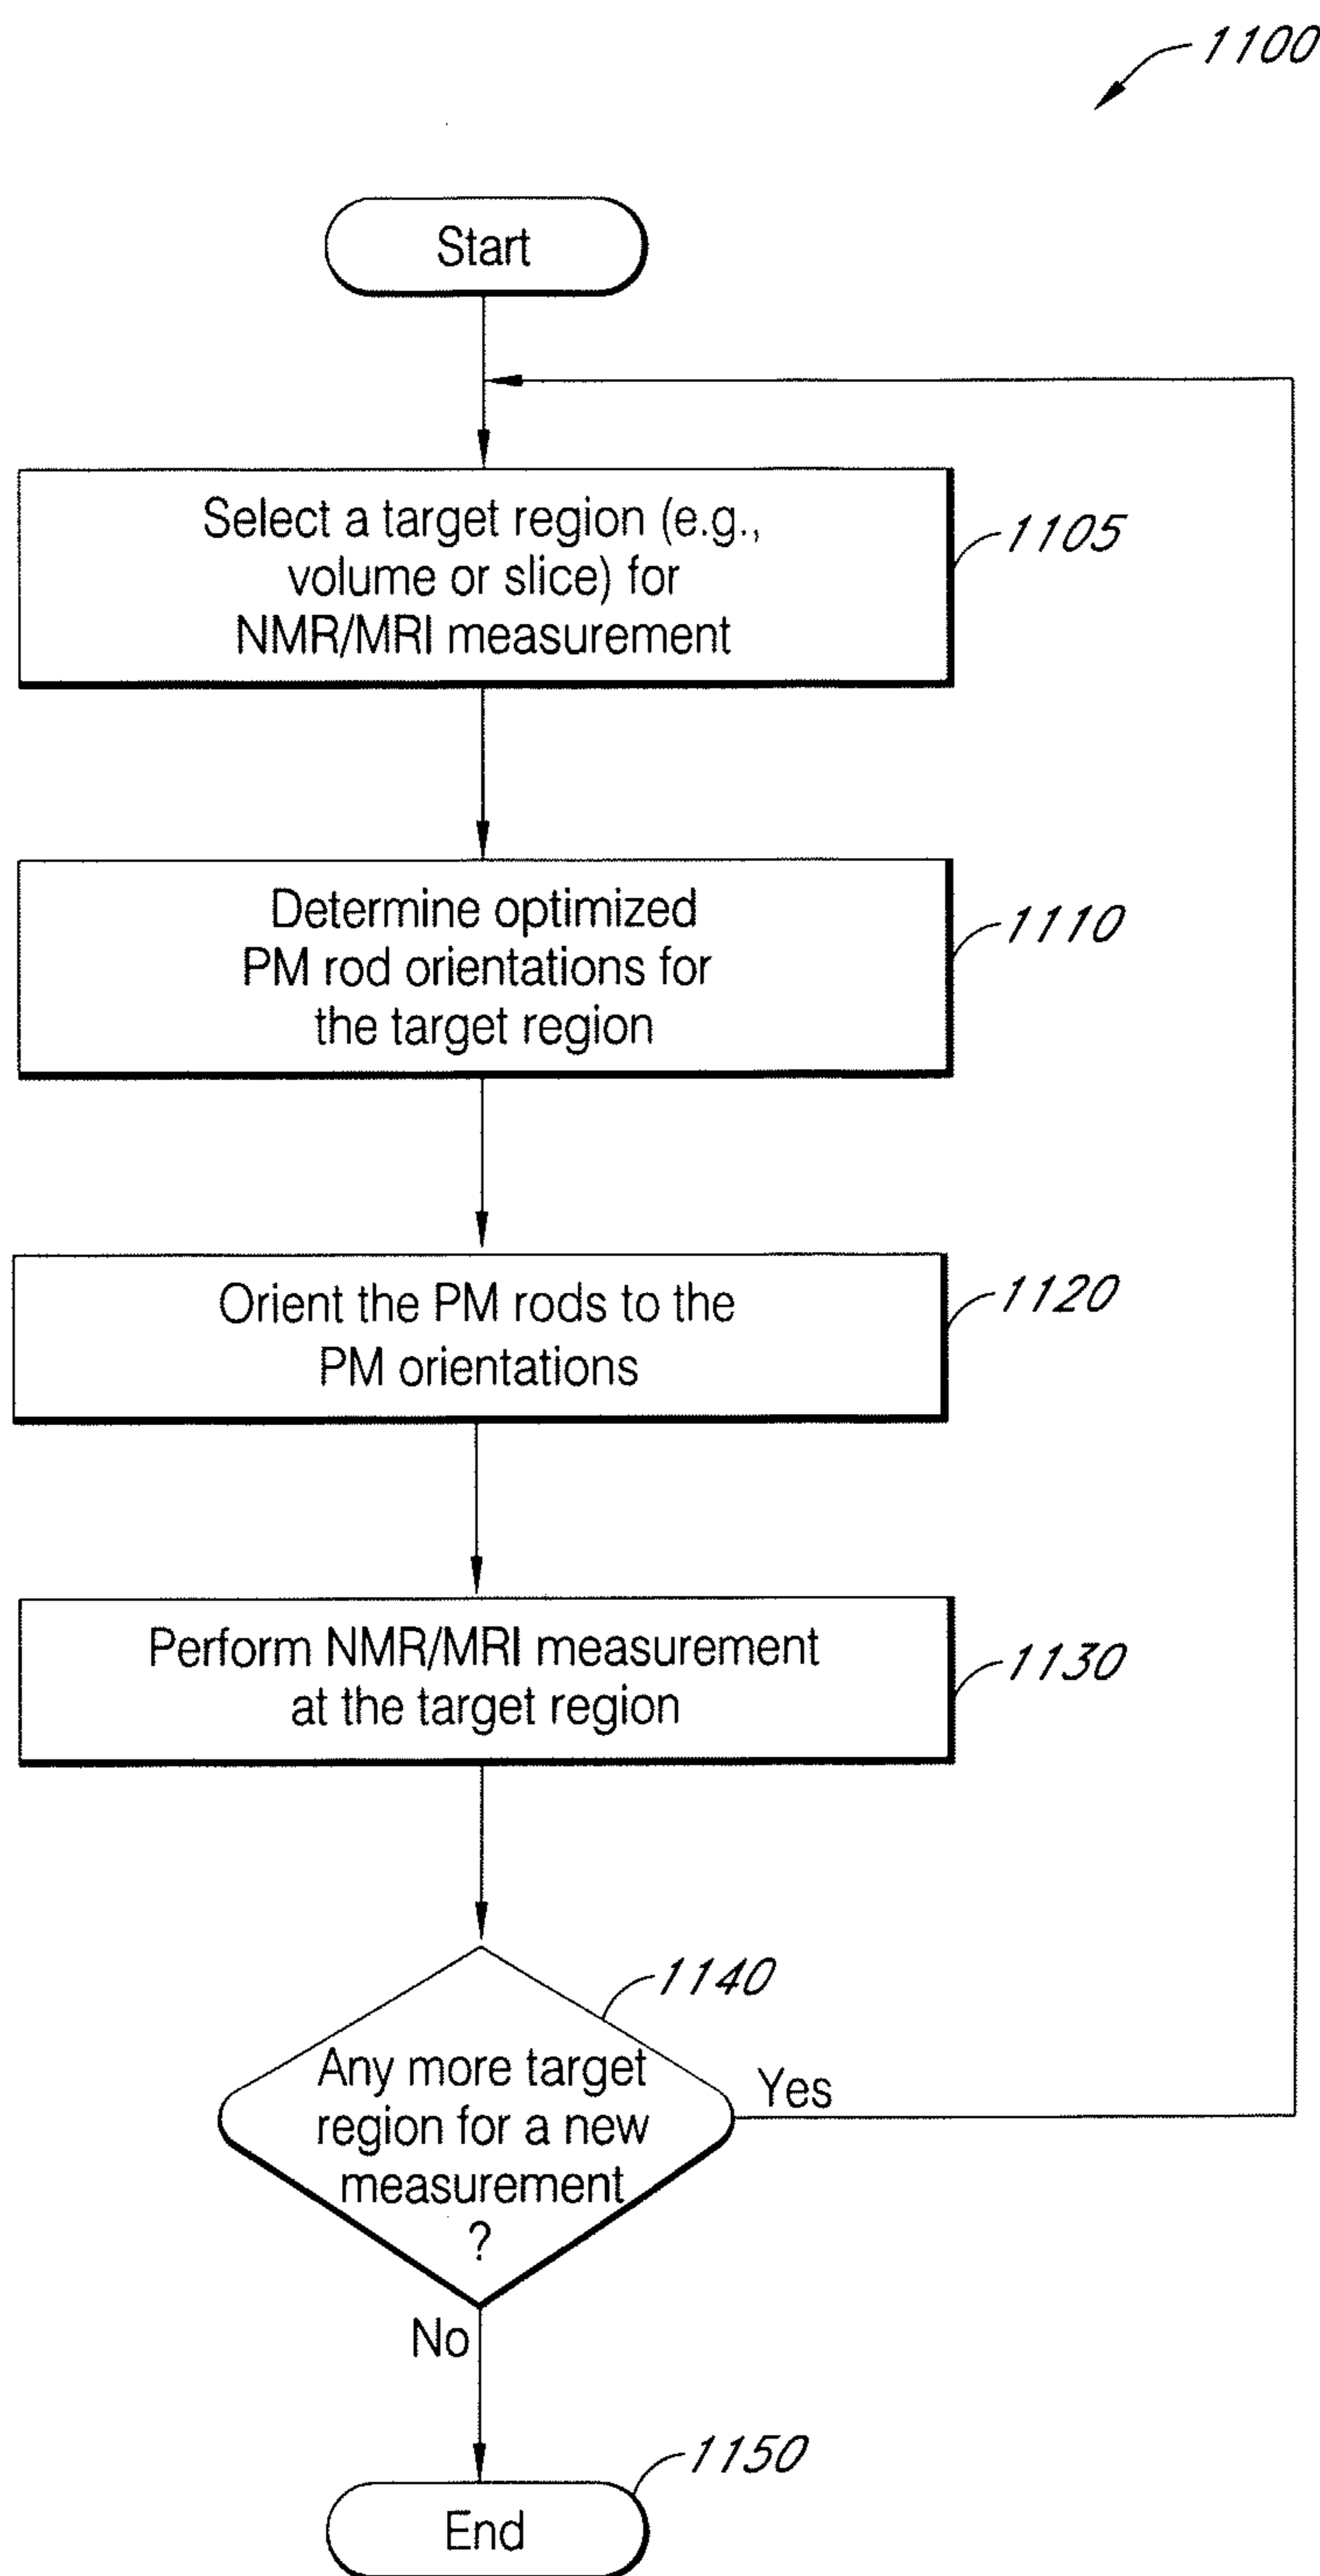 1100
Start
Select a target region (e.g.,
volume or slice) for
NMR/MRI measurement
1105
Determine optimized
PM rod orientations for
the target region
1110
Orient the PM rods to the
PM orientations
1120
Perform NMR/MRI measurement
at the target region
1130
1140
Any more target
region for a new
measurement
?
Yes
No
1150
End